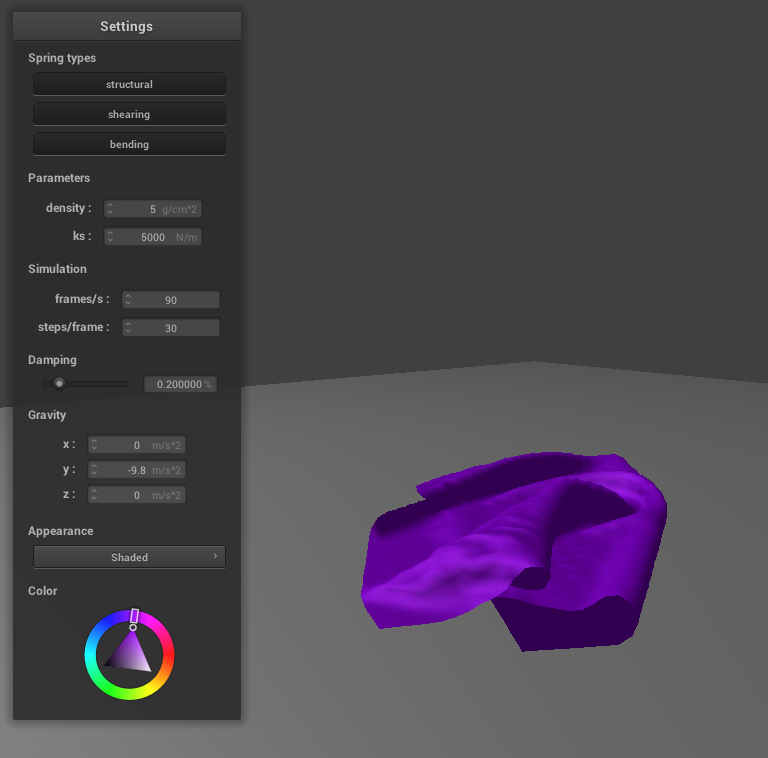 Settings
Spring types
structural
shearing
bending
Parameters
density : 5 g/cm^2
ks : 5000 N/m
Simulation
frames/s : 90
steps/frame : 30
Damping
0.200000 %
Gravity
x : 0 m/s^2
y : -9.8 m/s^2
z : 0 m/s^2
Appearance
Shaded
Color